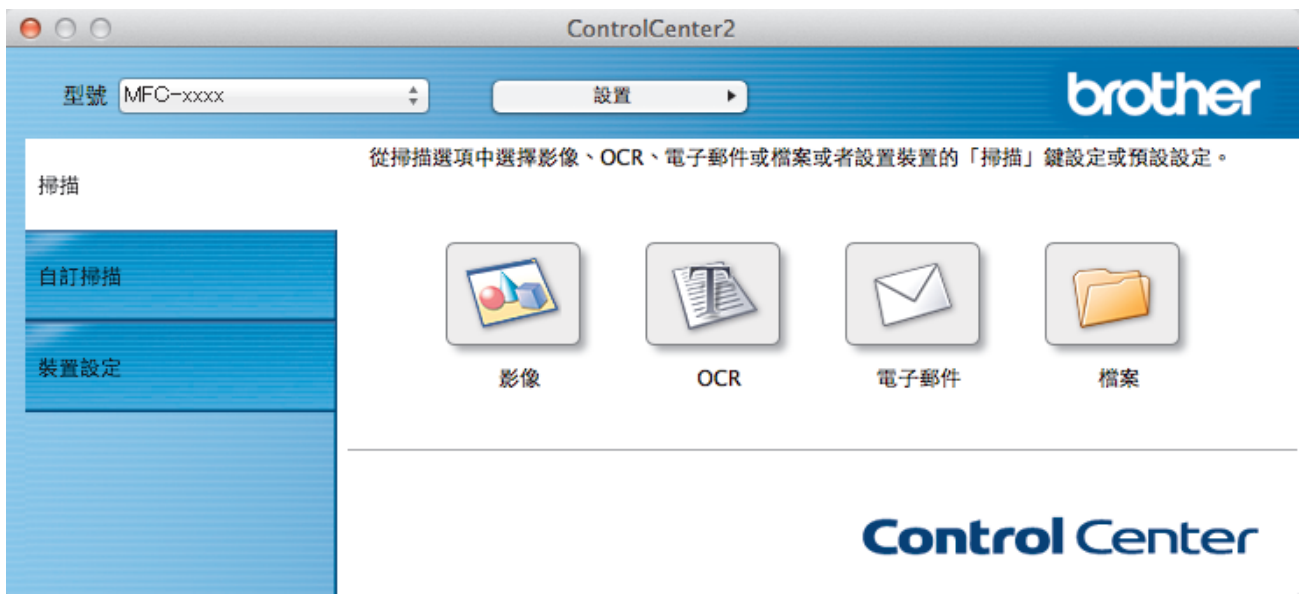 ControlCenter2
型號 MFC-xxxx 設置
brother
從掃描選項中選擇影像、OCR、電子郵件或檔案或者設置裝置的「掃描」鍵設定或預設設定。
掃描
自訂掃描
裝置設定
影像 OCR 電子郵件 檔案
Control Center